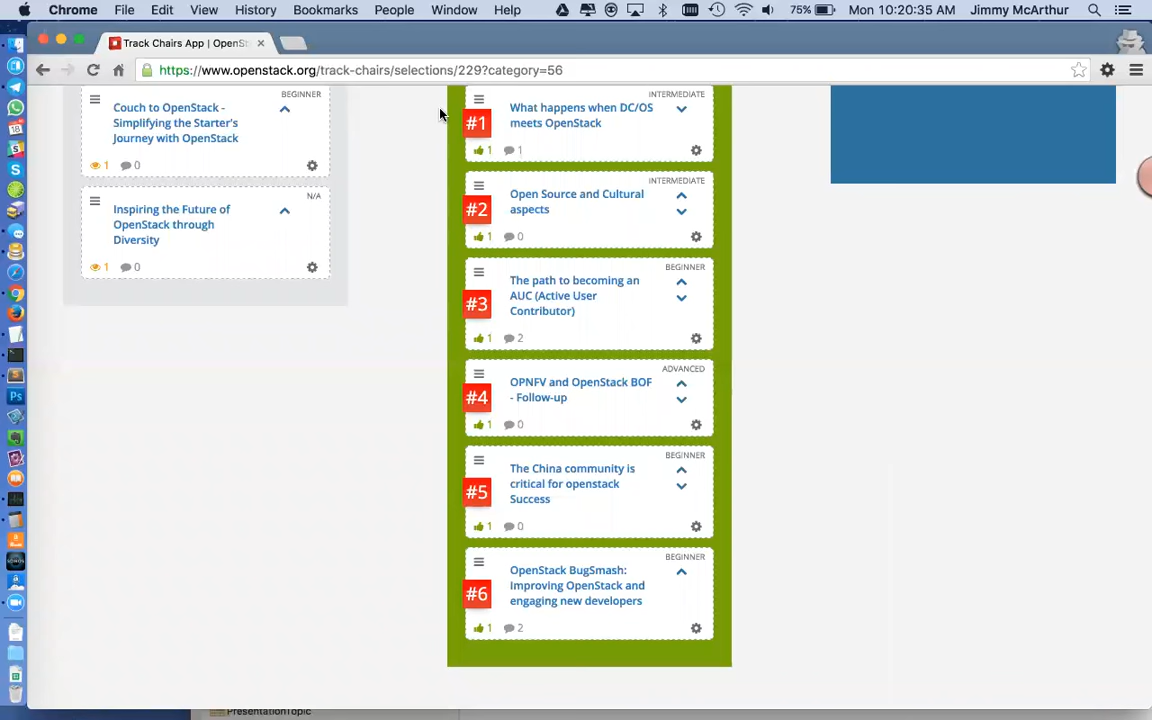 Chrome File Edit View History Bookmarks People Window Help 75% Mon 10:20:35 AM Jimmy McArthur
Track Chairs App | OpenSt
https://www.openstack.org/track-chairs/selections/229?category=56
BEGINNER
Couch to OpenStack -
Simplifying the Starter's
Journey with OpenStack
1 0
N/A
Inspiring the Future of
OpenStack through
Diversity
1 0
INTERMEDIATE
#1
What happens when DC/OS
meets OpenStack
1 1
INTERMEDIATE
#2
Open Source and Cultural
aspects
1 0
BEGINNER
#3
The path to becoming an
AUC (Active User
Contributor)
1 2
ADVANCED
#4
OPNFV and OpenStack BOF
- Follow-up
1 0
BEGINNER
#5
The China community is
critical for openstack
Success
1 0
BEGINNER
#6
OpenStack BugSmash:
Improving OpenStack and
engaging new developers
1 2
PresentationTopic